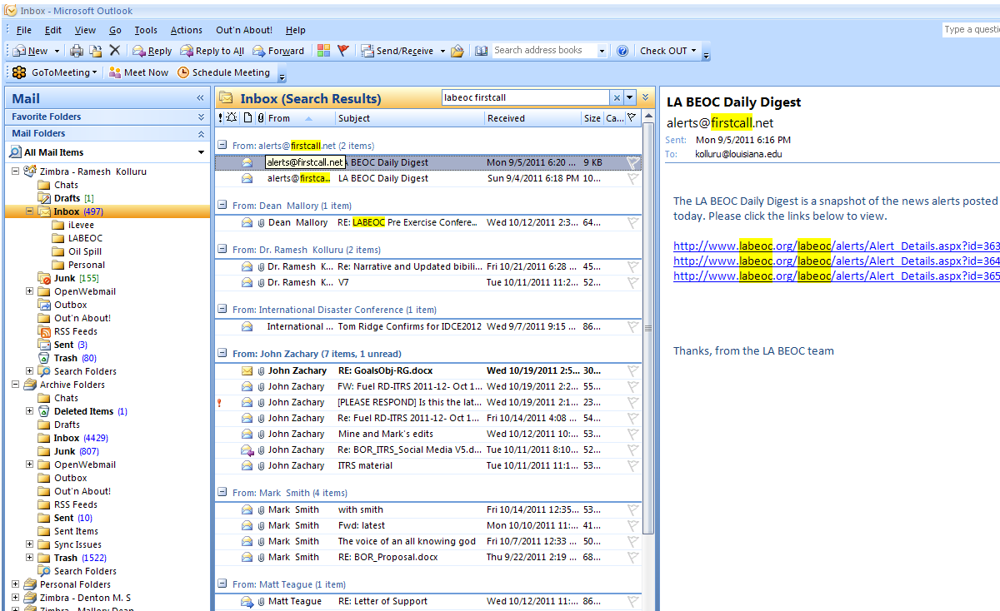 Inbox - Microsoft Outlook
File Edit View Go Tools Actions Out'n About! Help
Type a questi
New Reply Reply to All Forward Send/Receive Search address books Check OUT
GoToMeeting Meet Now Schedule Meeting
Mail
Favorite Folders
Mail Folders
All Mail Items
Zimbra - Ramesh Kolluru
Chats
Drafts [1]
Inbox (497)
iLevee
LABEOC
Oil Spill
Personal
Junk [155]
OpenWebmail
Outbox
Out'n About!
RSS Feeds
Sent (3)
Trash (80)
Search Folders
Archive Folders
Chats
Deleted Items (1)
Drafts
Inbox (4429)
Junk (807)
OpenWebmail
Outbox
Out'n About!
RSS Feeds
Sent (10)
Sent Items
Sync Issues
Trash (1522)
Search Folders
Personal Folders
Zimbra - Denton M. S
Zimbra - Mallory Dean
Inbox (Search Results) labeoc firstcall
From Subject Received Size Ca...
From: alerts@firstcall.net (2 items)
alerts@firstcall.net LA BEOC Daily Digest Mon 9/5/2011 6:20 ... 9 KB
alerts@firstca... LA BEOC Daily Digest Sun 9/4/2011 6:18 PM 10...
From: Dean Mallory (1 item)
Dean Mallory RE: LABEOC Pre Exercise Confere... Wed 10/12/2011 2:3... 64...
From: Dr. Ramesh Kolluru (2 items)
Dr. Ramesh K... Re: Narrative and Updated bibili... Fri 10/21/2011 6:28 ... 45...
Dr. Ramesh K... V7 Tue 10/11/2011 11:2... 52...
From: International Disaster Conference (1 item)
International ... Tom Ridge Confirms for IDCE2012 Wed 9/7/2011 9:15 ... 86...
From: John Zachary (7 items, 1 unread)
John Zachary RE: GoalsObj-RG.docx Wed 10/19/2011 2:5... 30...
John Zachary FW: Fuel RD-ITRS 2011-12- Oct 1... Wed 10/19/2011 2:2... 55...
John Zachary [PLEASE RESPOND] Is this the lat... Wed 10/19/2011 2:1... 23...
John Zachary Re: Fuel RD-ITRS 2011-12- Oct 1... Fri 10/14/2011 4:08 ... 54...
John Zachary Mine and Mark's edits Wed 10/12/2011 10:... 53...
John Zachary Re: BOR_ITRS_Social Media V5.d... Tue 10/11/2011 8:10... 52...
John Zachary ITRS material Tue 10/11/2011 11:1... 53...
From: Mark Smith (4 items)
Mark Smith with smith Fri 10/14/2011 12:35... 53...
Mark Smith Fwd: latest Mon 10/10/2011 11:... 41...
Mark Smith The voice of an all knowing god Fri 10/7/2011 12:33 ... 50...
Mark Smith RE: BOR_Proposal.docx Thu 9/22/2011 2:19 ... 68...
From: Matt Teague (1 item)
Matt Teague RE: Letter of Support Wed 10/12/2011 11:... 86...
LA BEOC Daily Digest
alerts@firstcall.net
Sent: Mon 9/5/2011 6:16 PM
To: kolluru@louisiana.edu
The LA BEOC Daily Digest is a snapshot of the news alerts posted
today. Please click the links below to view.
http://www.labeoc.org/labeoc/alerts/Alert_Details.aspx?id=363
http://www.labeoc.org/labeoc/alerts/Alert_Details.aspx?id=364
http://www.labeoc.org/labeoc/alerts/Alert_Details.aspx?id=365
Thanks, from the LA BEOC team